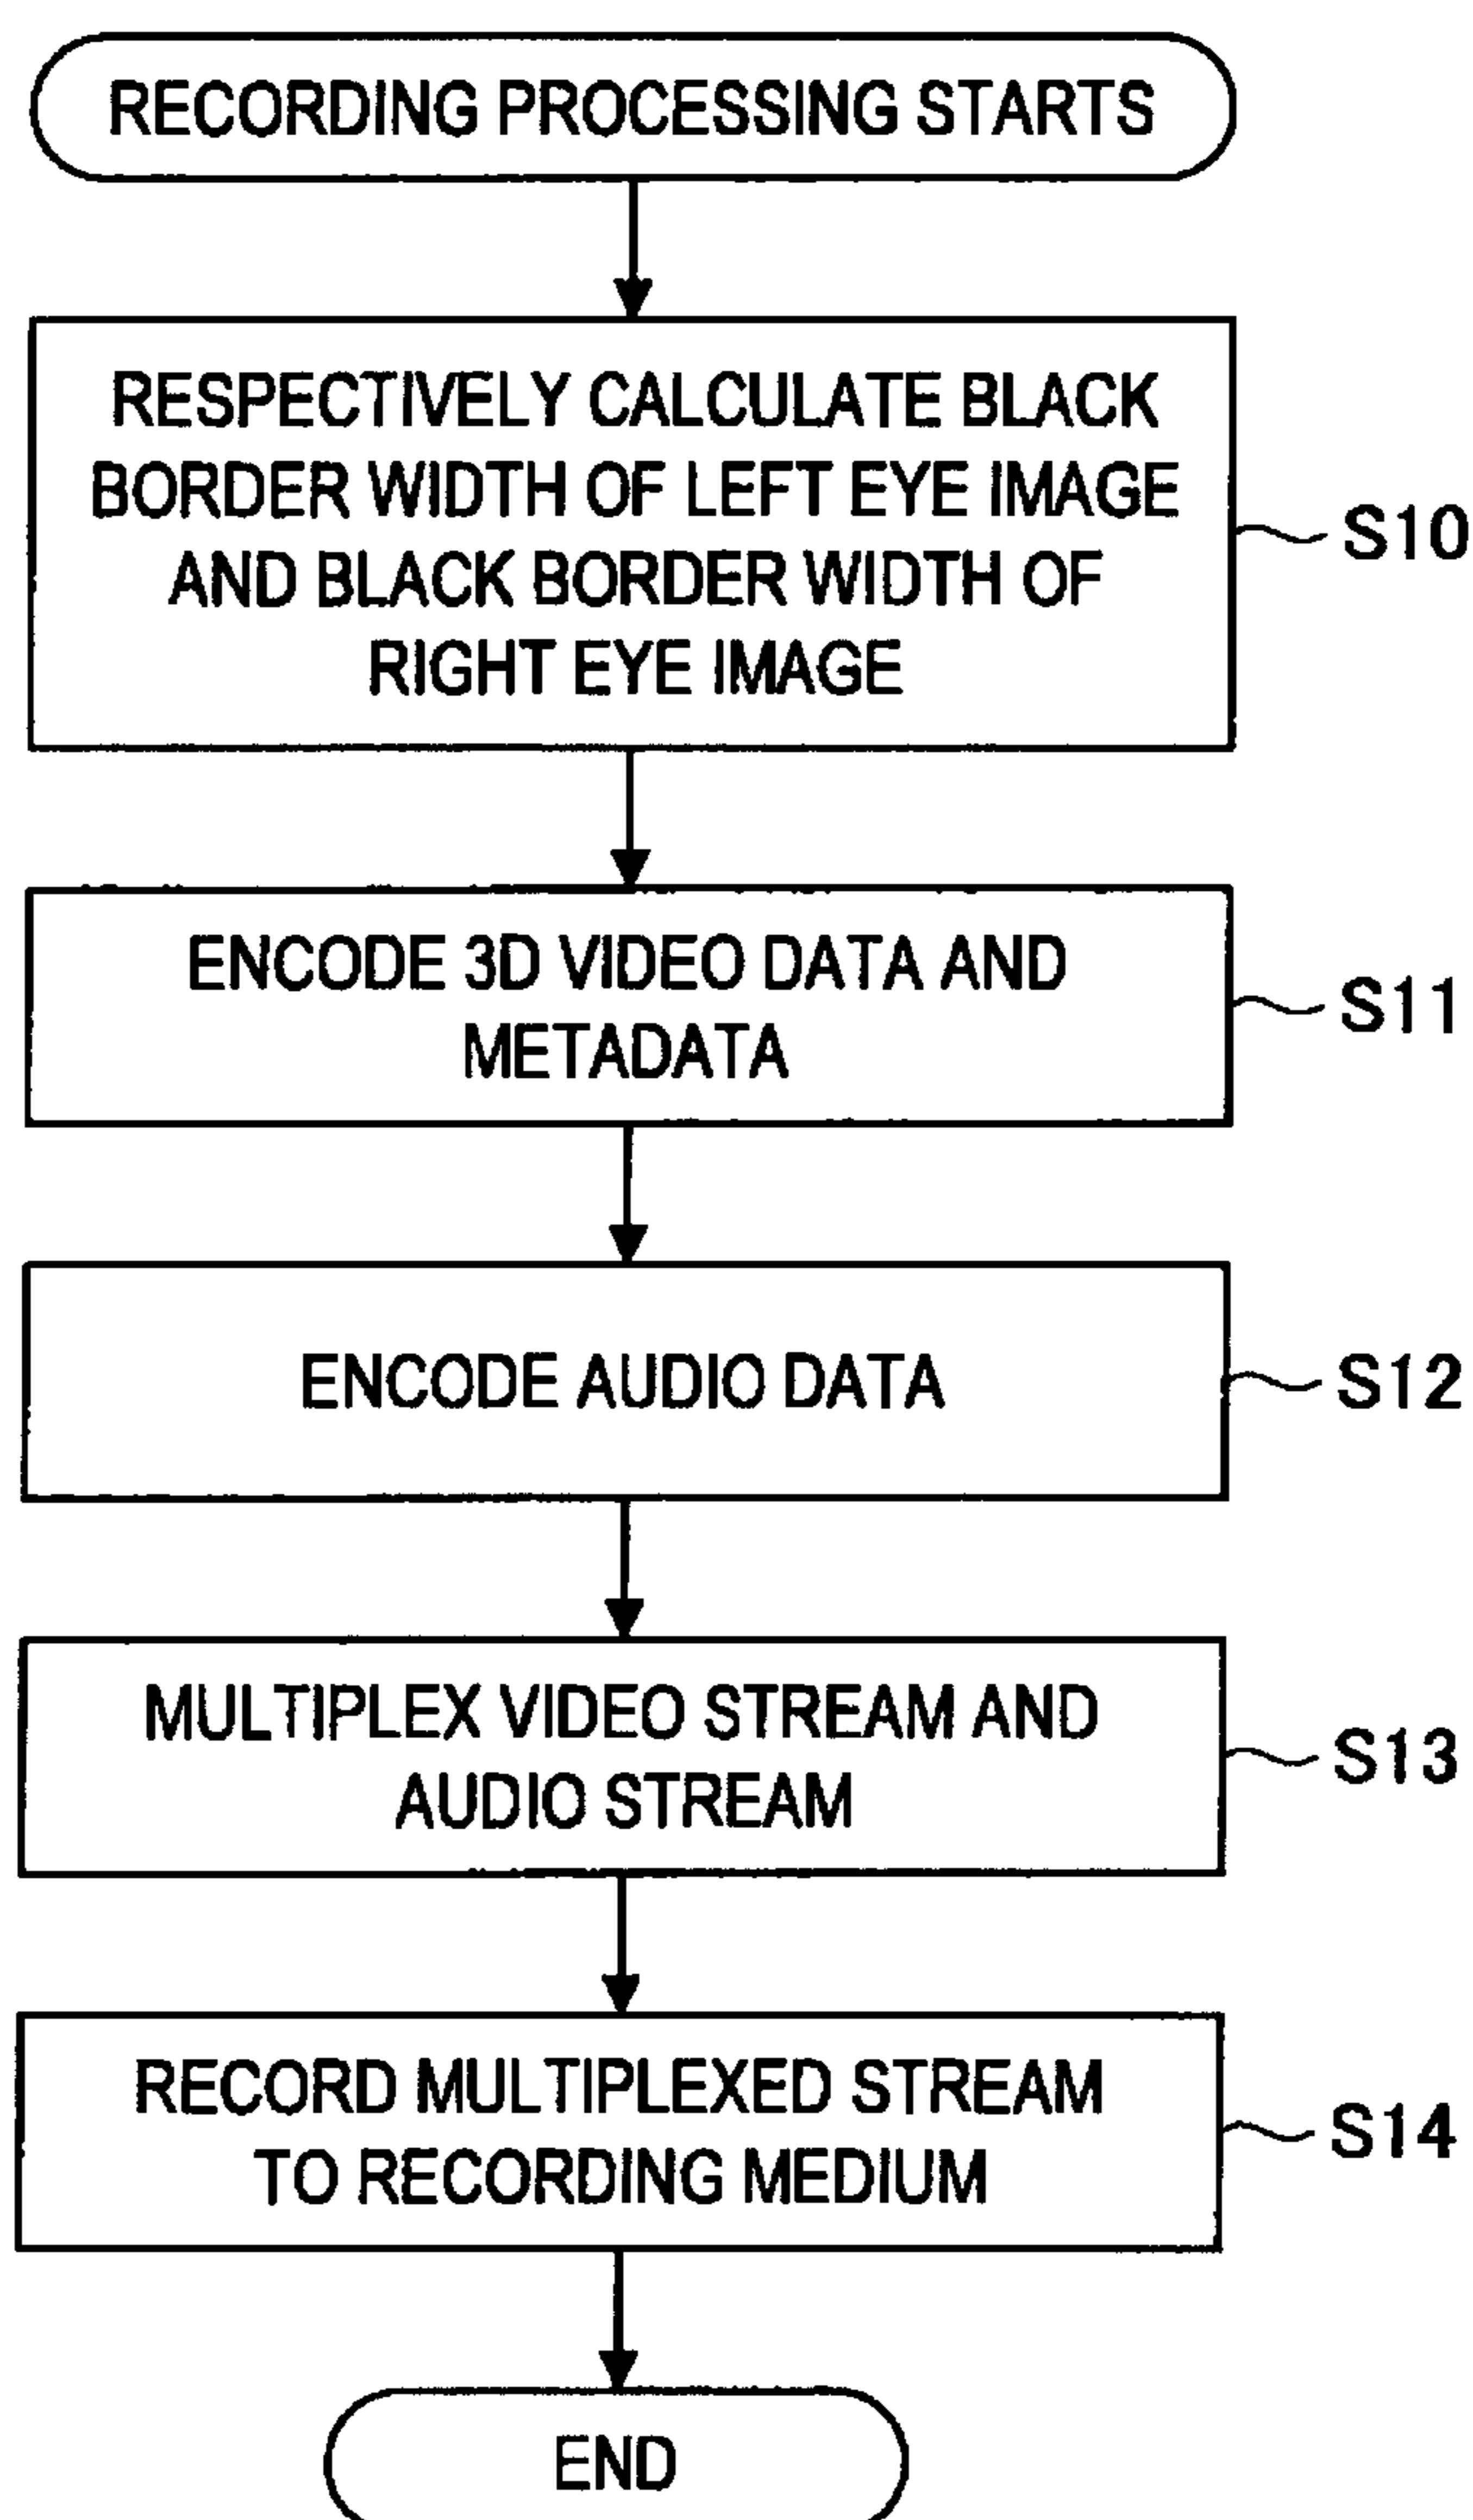 RECORDING PROCESSING STARTS
RESPECTIVELY CALCULATE BLACK
BORDER WIDTH OF LEFT EYE IMAGE
AND BLACK BORDER WIDTH OF
RIGHT EYE IMAGE
S10
ENCODE 3D VIDEO DATA AND
METADATA
S11
ENCODE AUDIO DATA
S12
MULTIPLEX VIDEO STREAM AND
AUDIO STREAM
S13
RECORD MULTIPLEXED STREAM
TO RECORDING MEDIUM
S14
END